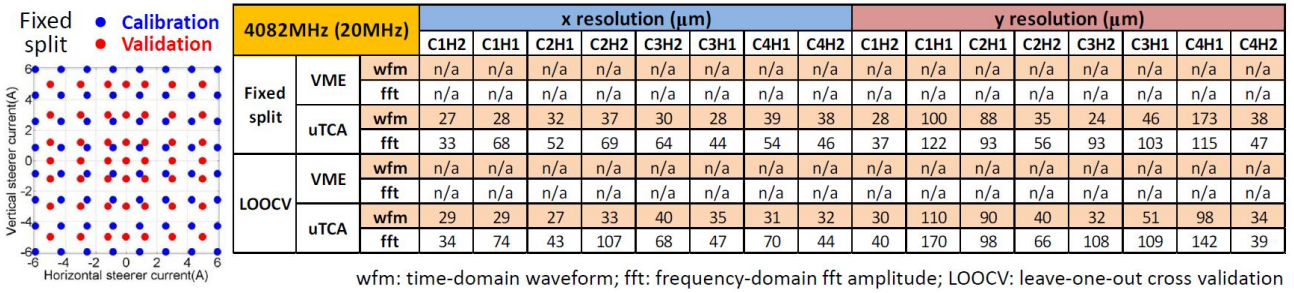 Fixed split
● Calibration
● Validation
6
4
2
0
-2
-4
-6
-6 -4 -2 0 2 4 6
Vertical steerer current(A)
Horizontal steerer current(A)
4082MHz (20MHz) x resolution (μm) y resolution (μm)
C1H2 C1H1 C2H1 C2H2 C3H2 C3H1 C4H1 C4H2 C1H2 C1H1 C2H1 C2H2 C3H2 C3H1 C4H1 C4H2
Fixed split VME wfm n/a n/a n/a n/a n/a n/a n/a n/a n/a n/a n/a n/a n/a n/a n/a n/a
fft n/a n/a n/a n/a n/a n/a n/a n/a n/a n/a n/a n/a n/a n/a n/a n/a
uTCA wfm 27 28 32 37 30 28 39 38 28 100 88 35 24 46 173 38
fft 33 68 52 69 64 44 54 46 37 122 93 56 93 103 115 47
LOOCV VME wfm n/a n/a n/a n/a n/a n/a n/a n/a n/a n/a n/a n/a n/a n/a n/a n/a
fft n/a n/a n/a n/a n/a n/a n/a n/a n/a n/a n/a n/a n/a n/a n/a n/a
uTCA wfm 29 29 27 33 40 35 31 32 30 110 90 40 32 51 98 34
fft 34 74 43 107 68 47 70 44 40 170 98 66 108 109 142 39
wfm: time-domain waveform; fft: frequency-domain fft amplitude; LOOCV: leave-one-out cross validation